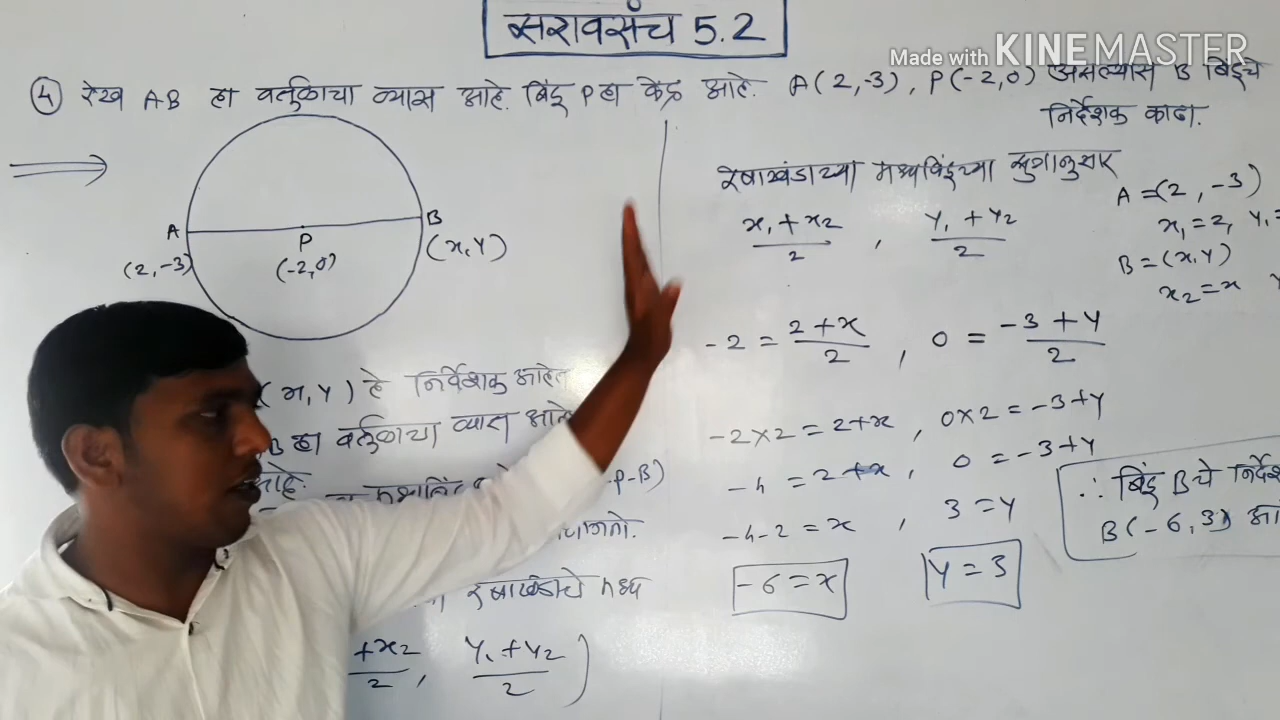 सरावसंच 5.2
Made with KINEMASTER
④ रेख AB हा वर्तुळाचा व्यास आहे. बिंदू P हा केंद्र आहे. A(2,-3), P(-2,0) असल्यास B बिंदूचे
निर्देशक काढा.
A
P
B
(2,-3)
(-2,0)
(x,y)
(x,y) हे निर्देशक आहेत
B हा वर्तुळाचा व्यास आहे
आहे.
-P-B)
रेषाखंडाचे मध्य
+x₂/2, y₁+y₂/2)
रेषाखंडाच्या मध्यबिंदूच्या सुत्रानुसार
x₁+x₂/2 , y₁+y₂/2
A=(2,-3)
x₁=2, y₁=
B=(x,y)
x₂=x y
-2 = 2+x/2 , 0 = -3+y/2
-2×2 = 2+x , 0×2 = -3+y
-4 = 2+x , 0 = -3+y
-4-2 = x , 3 = y
-6 = x y = 3
∴ बिंदू B चे निर्देश
B(-6,3) आ